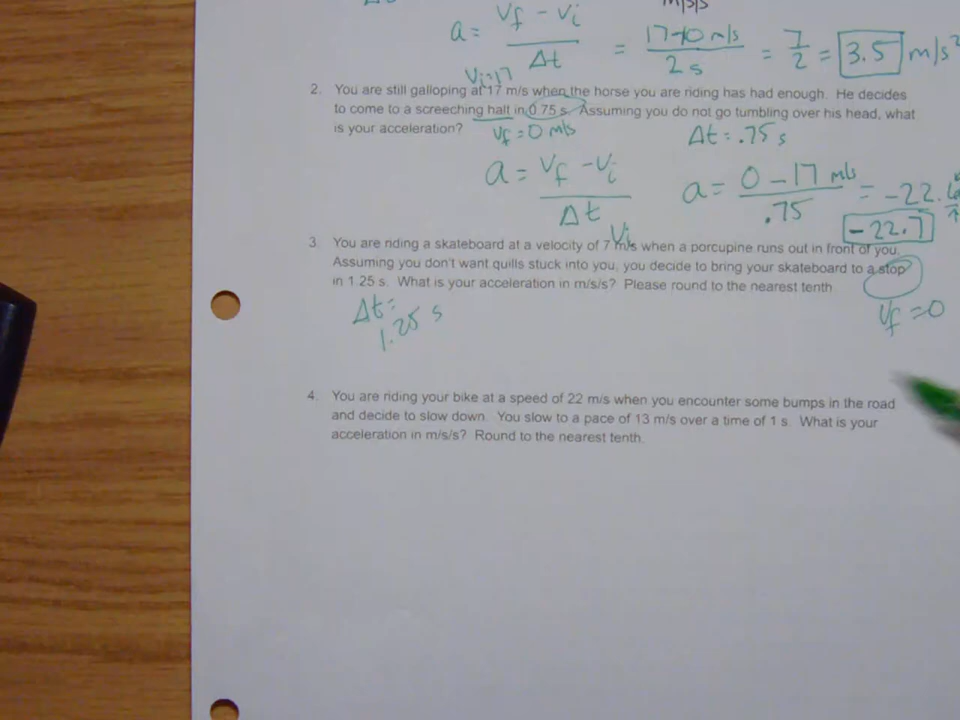 a = Vf - Vi / Δt = 17-10 m/s / 2 s = 7/2 = 3.5 m/s²
Vi=17
2. You are still galloping at 17 m/s when the horse you are riding has had enough. He decides
to come to a screeching halt in 0.75 s. Assuming you do not go tumbling over his head, what
is your acceleration?
Vf = 0 m/s
Δt = .75 s
a = Vf - Vi / Δt
a = 0 - 17 m/s / .75 = -22.6
-22.7
Vi
3. You are riding a skateboard at a velocity of 7 m/s when a porcupine runs out in front of you.
Assuming you don't want quills stuck into you, you decide to bring your skateboard to a stop
in 1.25 s. What is your acceleration in m/s/s? Please round to the nearest tenth.
Δt =
1.25 s
Vf = 0
4. You are riding your bike at a speed of 22 m/s when you encounter some bumps in the road
and decide to slow down. You slow to a pace of 13 m/s over a time of 1 s. What is your
acceleration in m/s/s? Round to the nearest tenth.